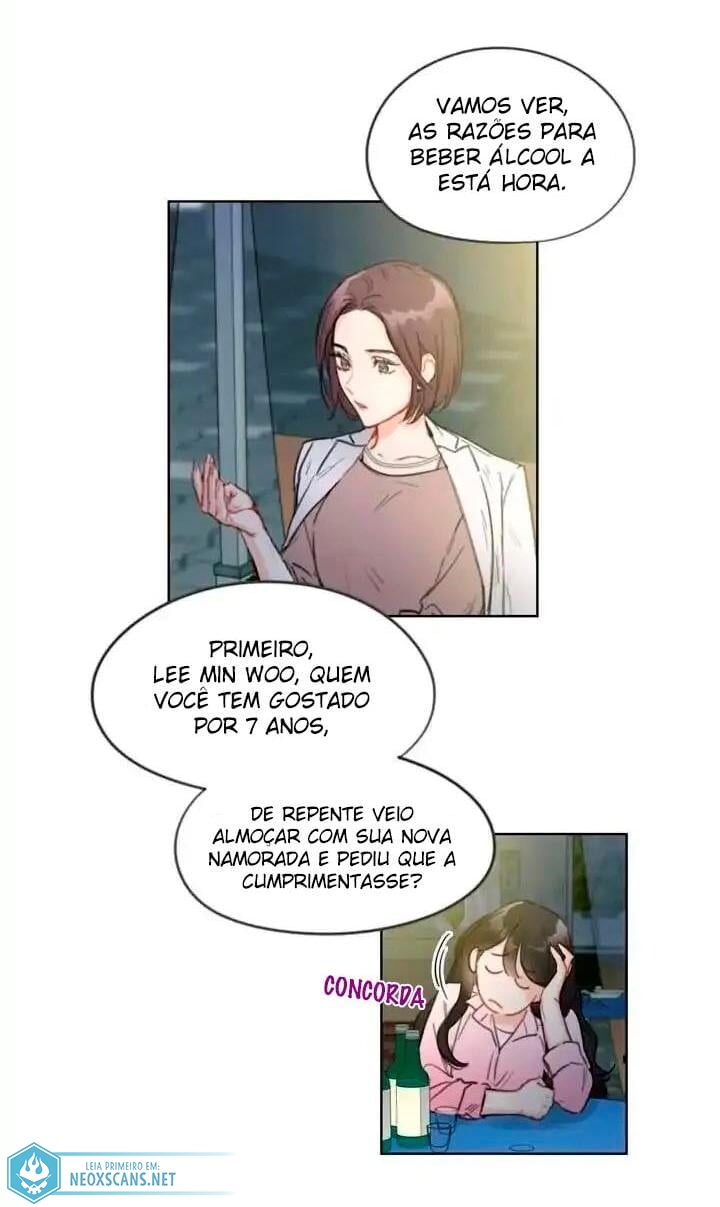 VAMOS VER,
AS RAZÕES PARA
BEBER ÁLCOOL A
ESTÁ HORA.
PRIMEIRO,
LEE MIN WOO, QUEM
VOCÊ TEM GOSTADO
POR 7 ANOS,
DE REPENTE VEIO
ALMOÇAR COM SUA NOVA
NAMORADA E PEDIU QUE A
CUMPRIMENTASSE?
CONCORDA
LEIA PRIMEIRO EM:
NEOXSCANS.NET